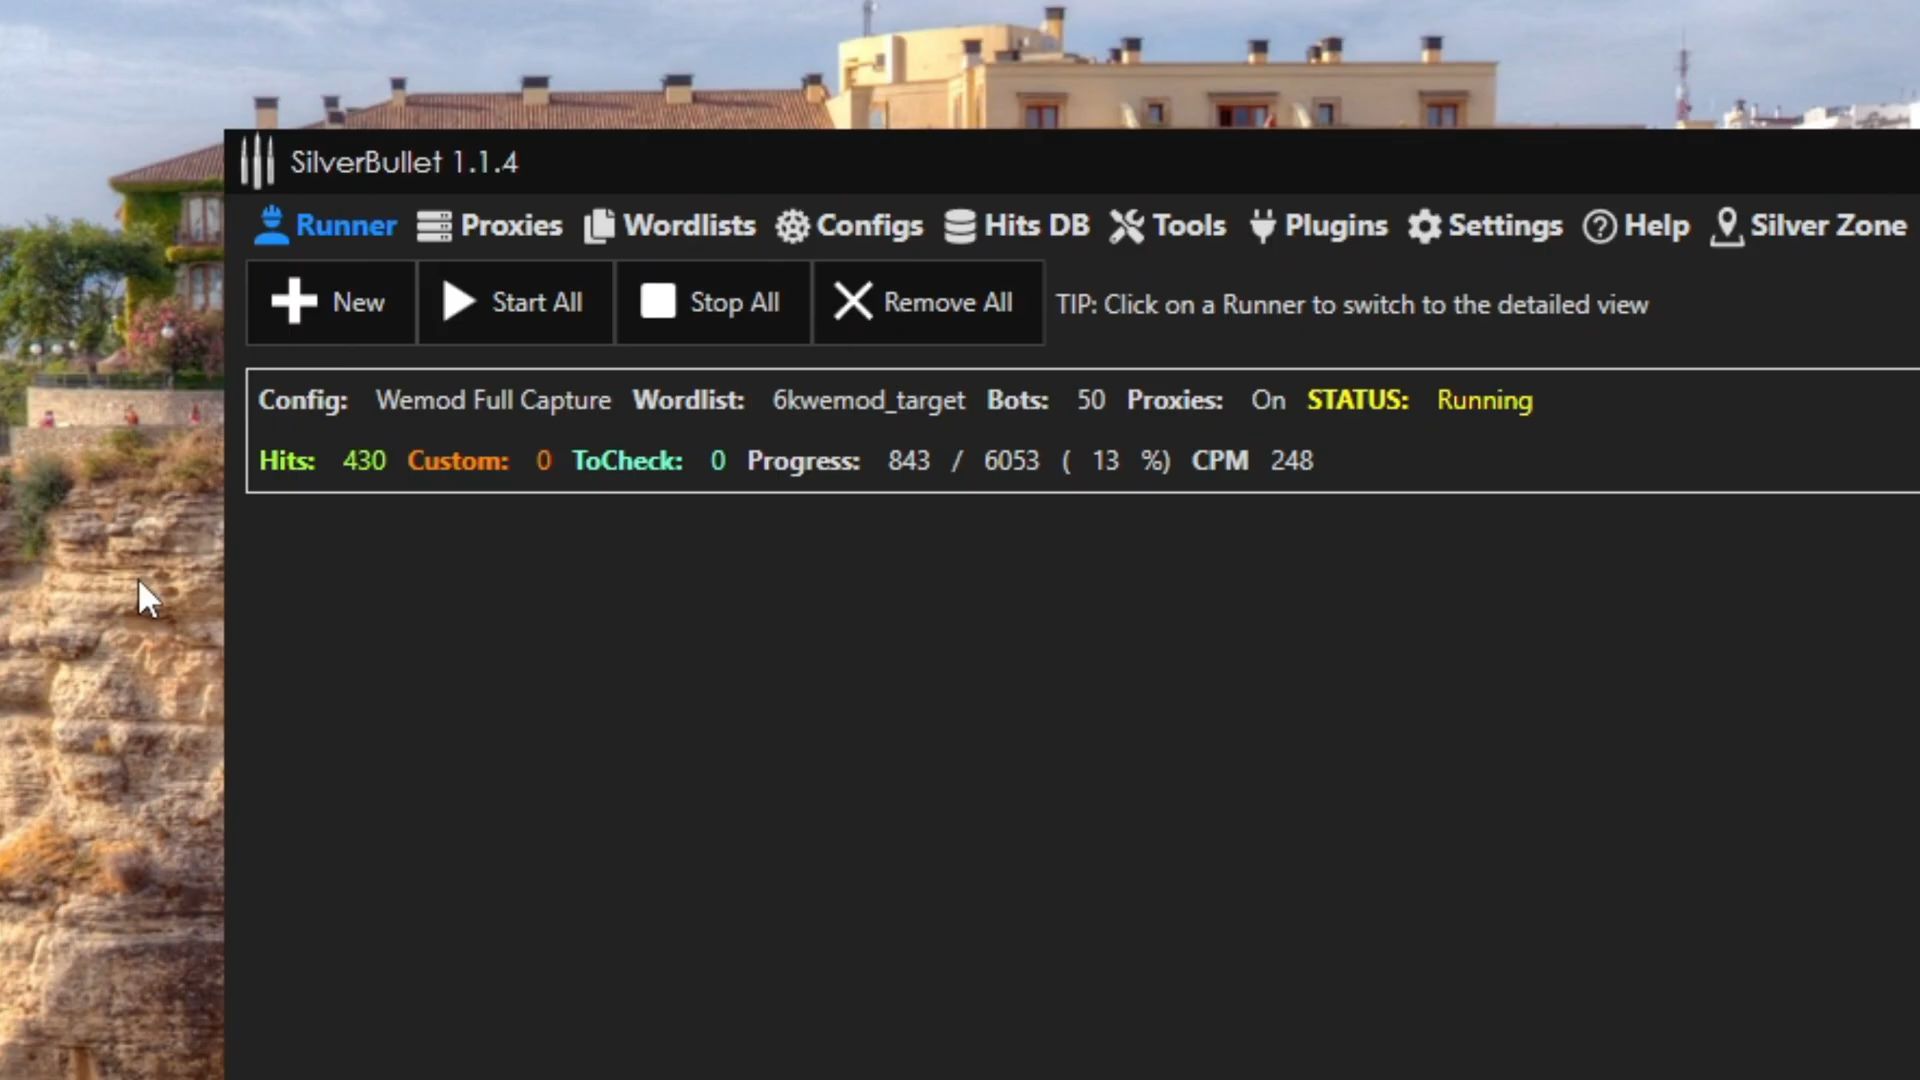 SilverBullet 1.1.4
Runner Proxies Wordlists Configs Hits DB Tools Plugins Settings Help Silver Zone
New Start All Stop All Remove All TIP: Click on a Runner to switch to the detailed view
Config: Wemod Full Capture Wordlist: 6kwemod_target Bots: 50 Proxies: On STATUS: Running
Hits: 430 Custom: 0 ToCheck: 0 Progress: 843 / 6053 ( 13 %) CPM 248